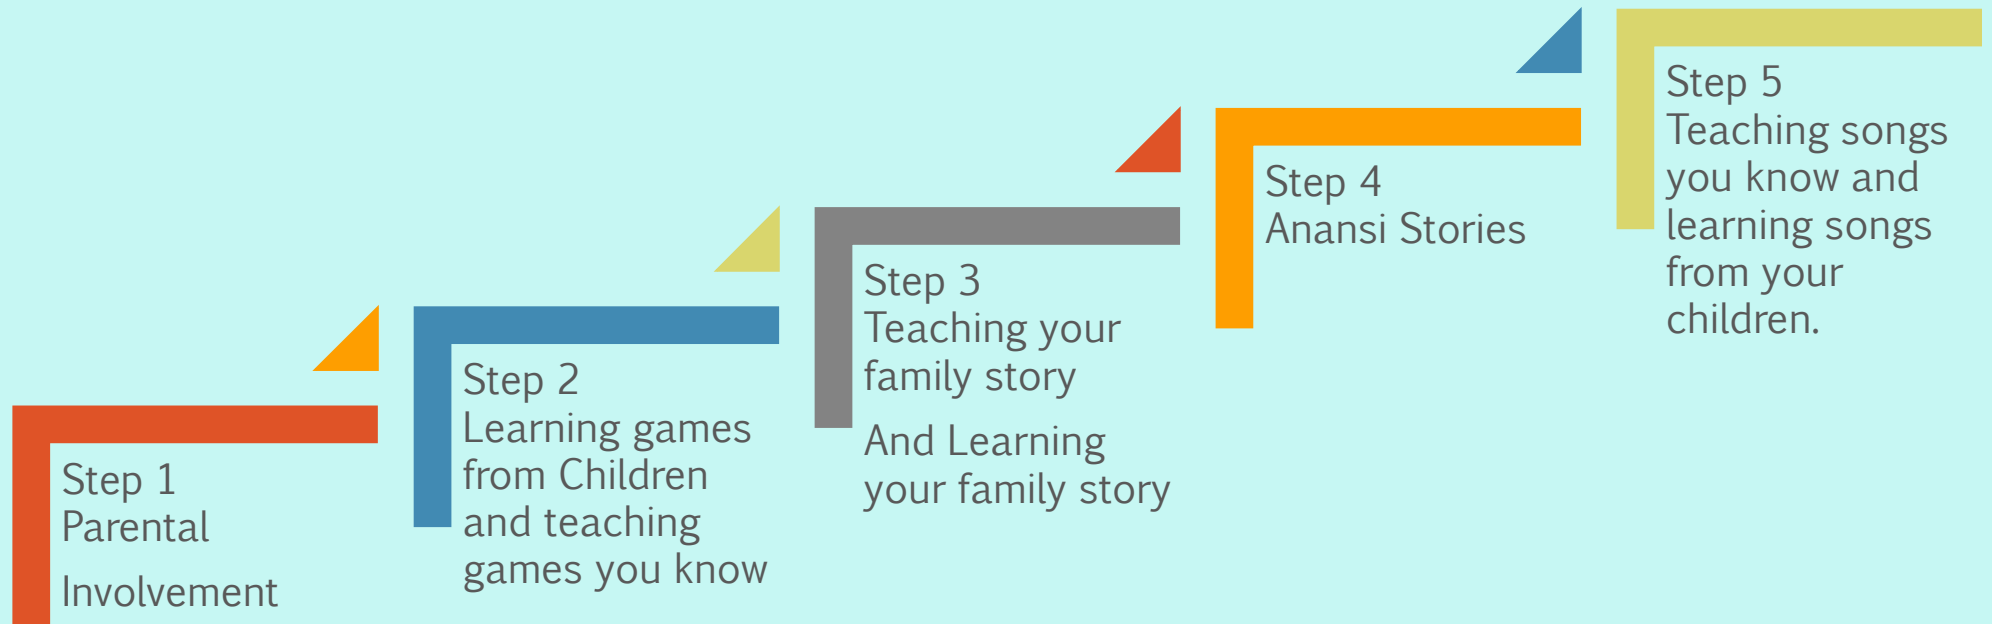 Step 1
Parental
Involvement
Step 2
Learning games
from Children
and teaching
games you know
Step 3
Teaching your
family story
And Learning
your family story
Step 4
Anansi Stories
Step 5
Teaching songs
you know and
learning songs
from your
children.